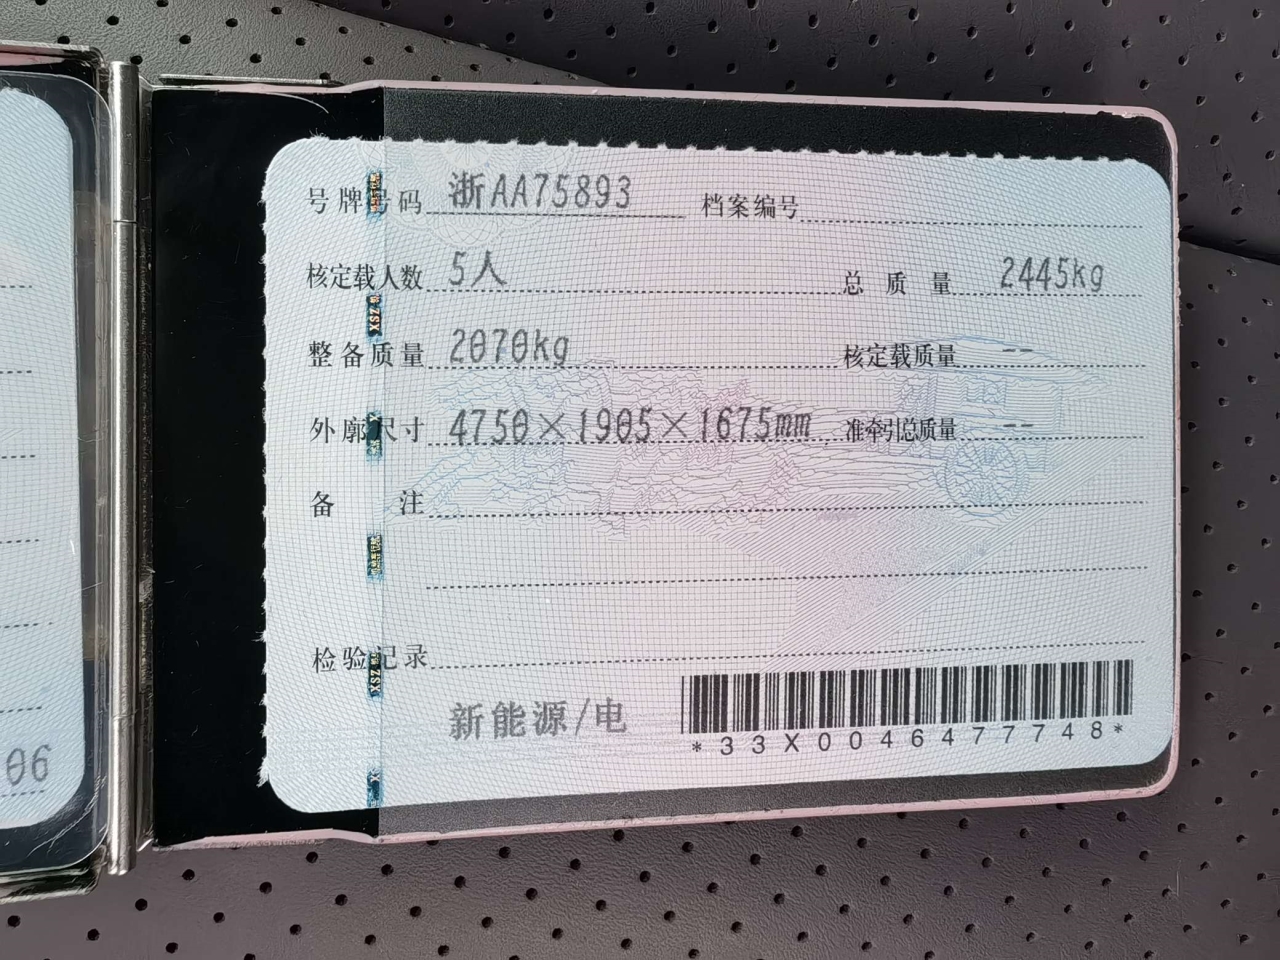 号牌号码 浙AA75893 档案编号
核定载人数 5人 总质量 2445kg
整备质量 2070kg 核定载质量 --
外廓尺寸 4750×1905×1675mm 准牵引总质量 --
备注
检验记录
新能源/电
*33X0046477748*
06
XSZ
XSZ